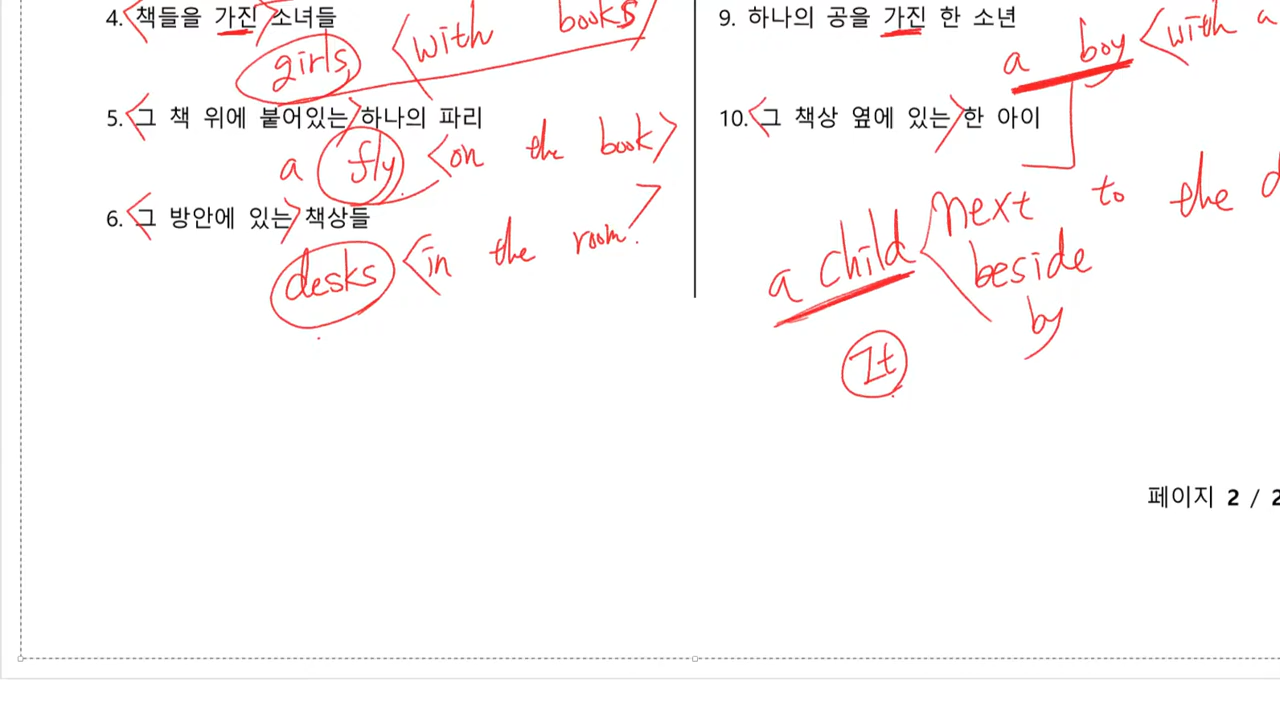 4. 책들을 가진 소녀들
girls with books
5. 그 책 위에 붙어있는 하나의 파리
a fly on the book
6. 그 방안에 있는 책상들
desks in the room.
9. 하나의 공을 가진 한 소년
a boy with a
10. 그 책상 옆에 있는 한 아이
a child next to the d
beside
by
It
페이지 2 / 2